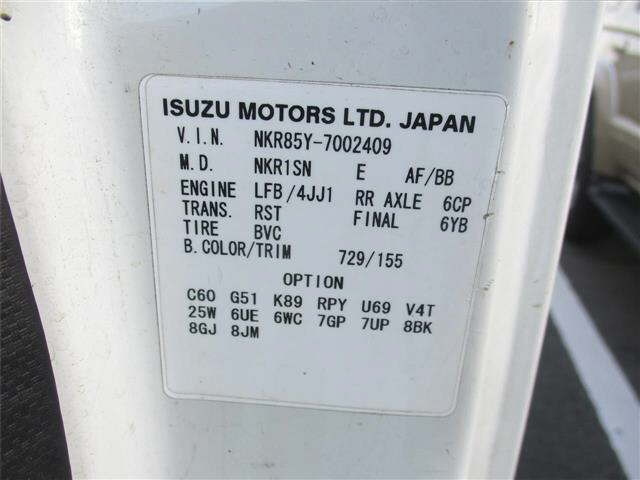 ISUZU MOTORS LTD. JAPAN
V.I.N. NKR85Y-7002409
M.D. NKR1SN E AF/BB
ENGINE LFB/4JJ1 RR AXLE 6CP
TRANS. RST FINAL 6YB
TIRE BVC
B.COLOR/TRIM 729/155
OPTION
C60 G51 K89 RPY U69 V4T
25W 6UE 6WC 7GP 7UP 8BK
8GJ 8JM